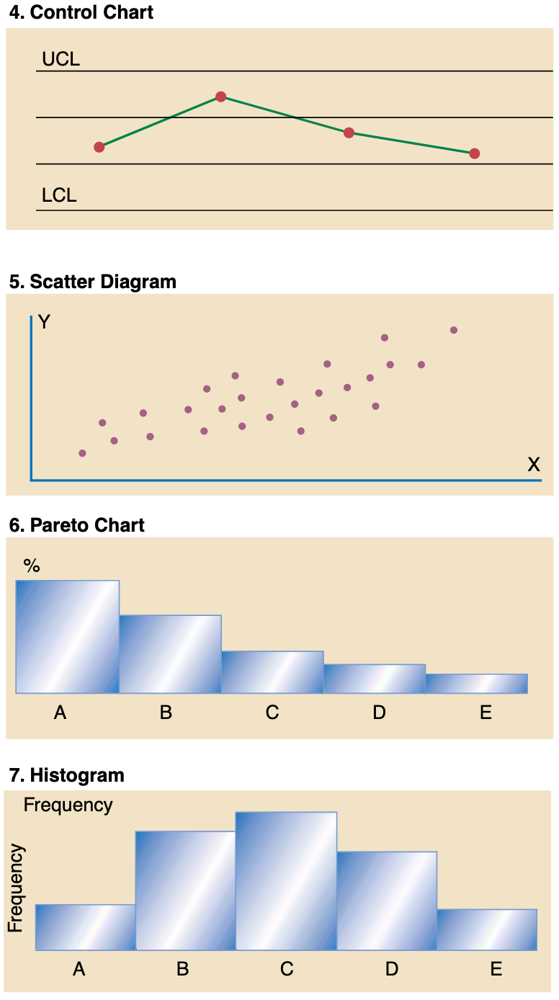 4. Control Chart
UCL
LCL
5. Scatter Diagram
Y
X
6. Pareto Chart
%
A B C D E
7. Histogram
Frequency
Frequency
A B C D E